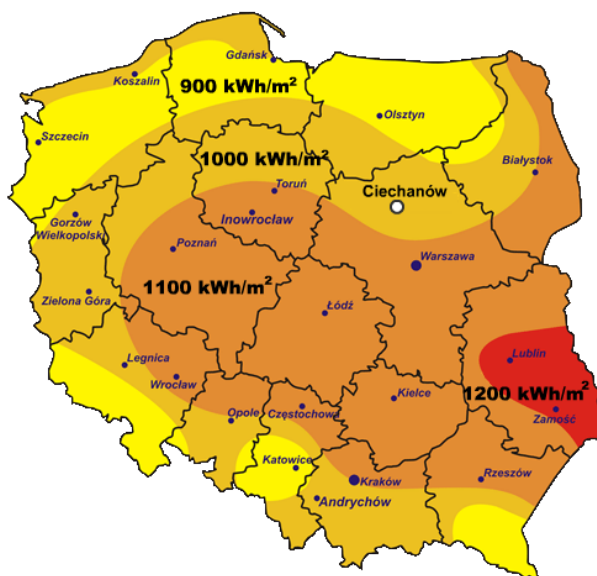 Gdańsk
Koszalin
900 kWh/m²
Olsztyn
Szczecin
1000 kWh/m²
Białystok
Toruń
Ciechanów
Gorzów
Wielkopolsk
Inowrocław
Poznań
Warszawa
1100 kWh/m²
Zielona Góra
Łódź
Legnica
Lublin
Wrocław
1200 kWh/m²
Kielce
Opole
Częstochowa
Zamość
Katowice
Rzeszów
Kraków
Andrychów